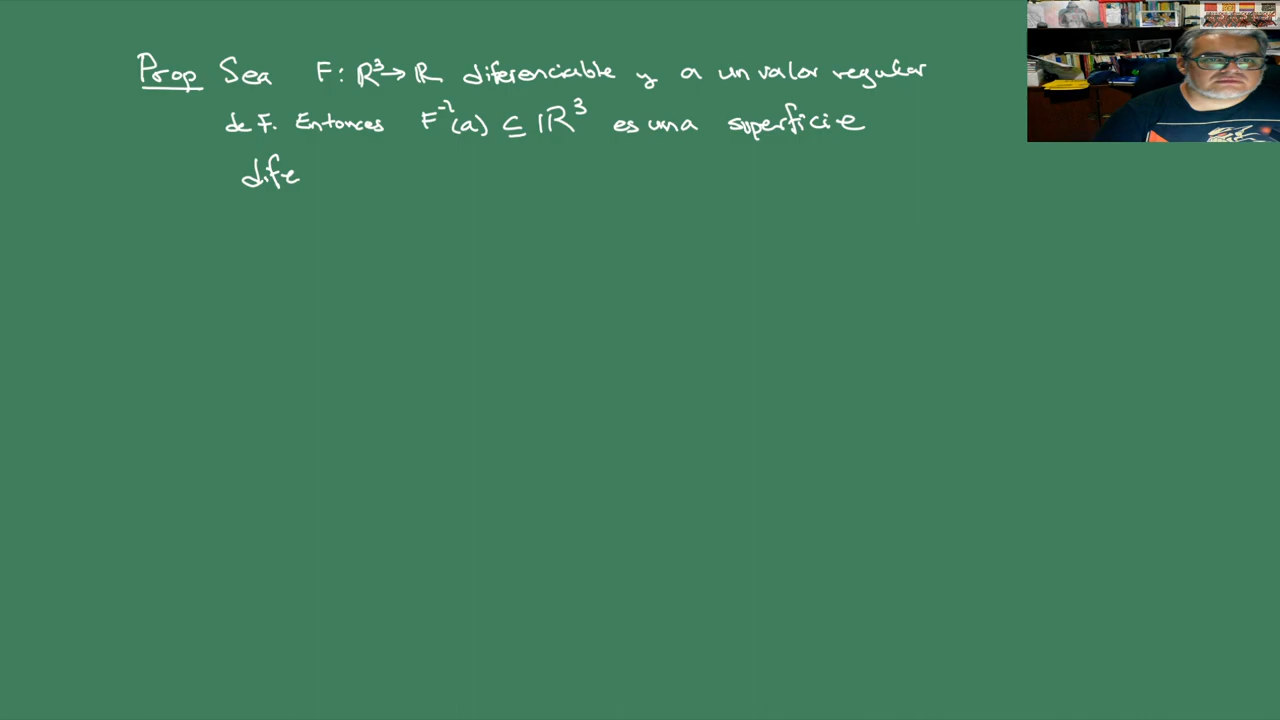 Prop Sea F: ℝ³→ℝ diferenciable y a un valor regular
de F. Entonces F⁻¹(a) ⊆ ℝ³ es una superficie
dife